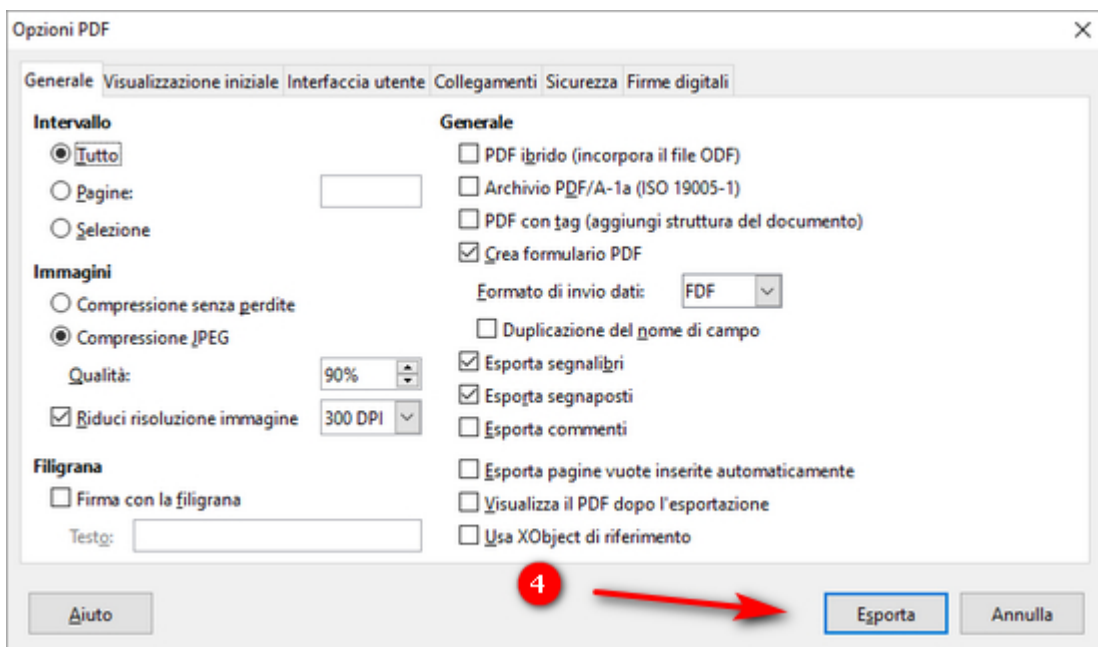 Opzioni PDF
Generale Visualizzazione iniziale Interfaccia utente Collegamenti Sicurezza Firme digitali
Intervallo
Tutto
Pagine:
Selezione
Immagini
Compressione senza perdite
Compressione JPEG
Qualità: 90%
Riduci risoluzione immagine 300 DPI
Filigrana
Firma con la filigrana
Testo:
Generale
PDF ibrido (incorpora il file ODF)
Archivio PDF/A-1a (ISO 19005-1)
PDF con tag (aggiungi struttura del documento)
Crea formulario PDF
Formato di invio dati: FDF
Duplicazione del nome di campo
Esporta segnalibri
Esporta segnaposti
Esporta commenti
Esporta pagine vuote inserite automaticamente
Visualizza il PDF dopo l'esportazione
Usa XObject di riferimento
4
Aiuto Esporta Annulla